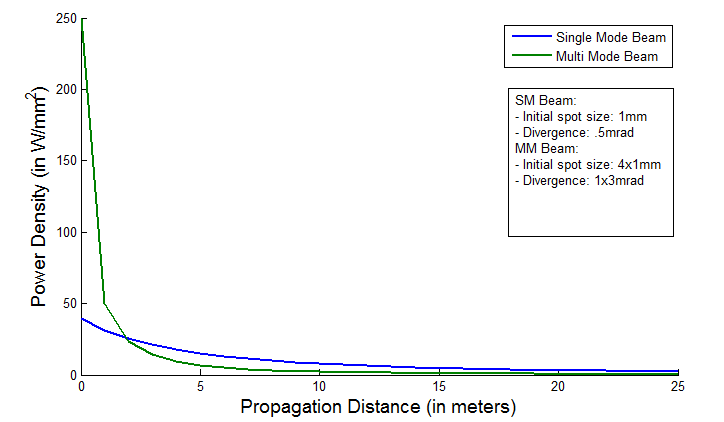 250
200
150
100
50
0
Power Density (in W/mm²)
0 5 10 15 20 25
Propagation Distance (in meters)
Single Mode Beam
Multi Mode Beam
SM Beam:
- Initial spot size: 1mm
- Divergence: .5mrad
MM Beam:
- Initial spot size: 4x1mm
- Divergence: 1x3mrad